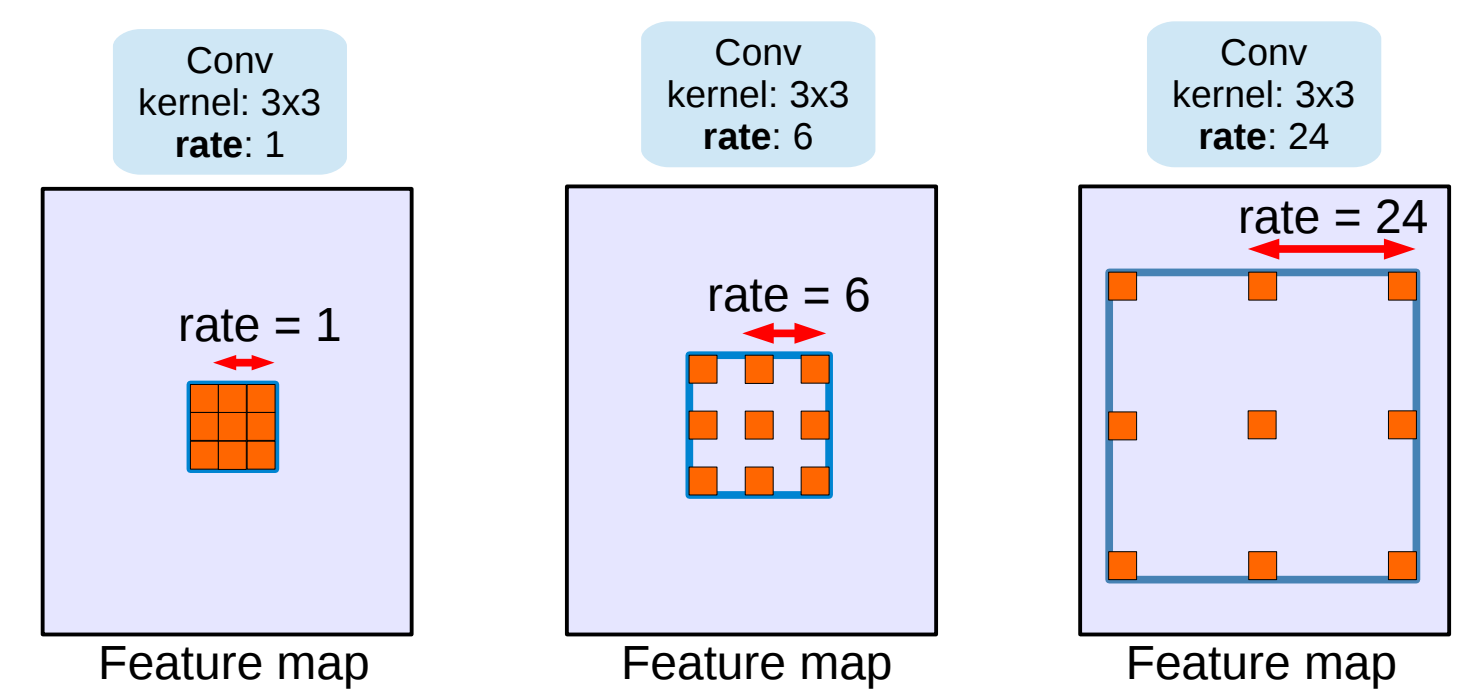 Conv
kernel: 3x3
rate: 1
Conv
kernel: 3x3
rate: 6
Conv
kernel: 3x3
rate: 24
rate = 1
rate = 6
rate = 24
Feature map
Feature map
Feature map